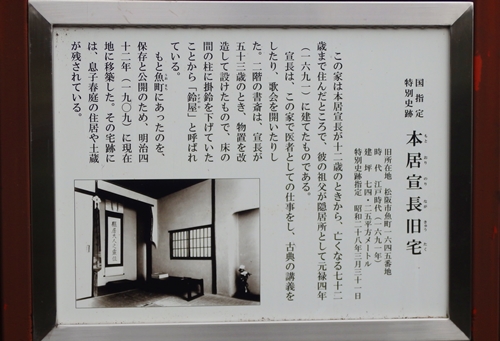 国指定
特別史跡
本居宣長旧宅
もとおりのりながきゅうたく
旧所在地 松阪市魚町一六四五番地
時代 江戸時代(一六九一年)
建坪 七四・二五平方メートル
特別史跡指定 昭和二十八年三月三十一日
この家は本居宣長が十二歳のときから、亡くなる七十二
歳まで住んだところで、彼の祖父が隠居所として元禄四年
(一六九一)に建てたものである。
宣長は、この家で医者としての仕事をし、古典の講義を
したり、歌会を開いたりし
た。二階の書斎は、宣長が
五十三歳のとき、物置を改
造して設けたもので、床の
間の柱に掛鈴を下げていた
ことから「鈴屋」と呼ばれ
ている。
もと魚町にあったのを、
保存と公開のため、明治四
十二年(一九〇九)に現在
地に移築した。その宅跡に
は、息子春庭の住居や土蔵
が残されている。